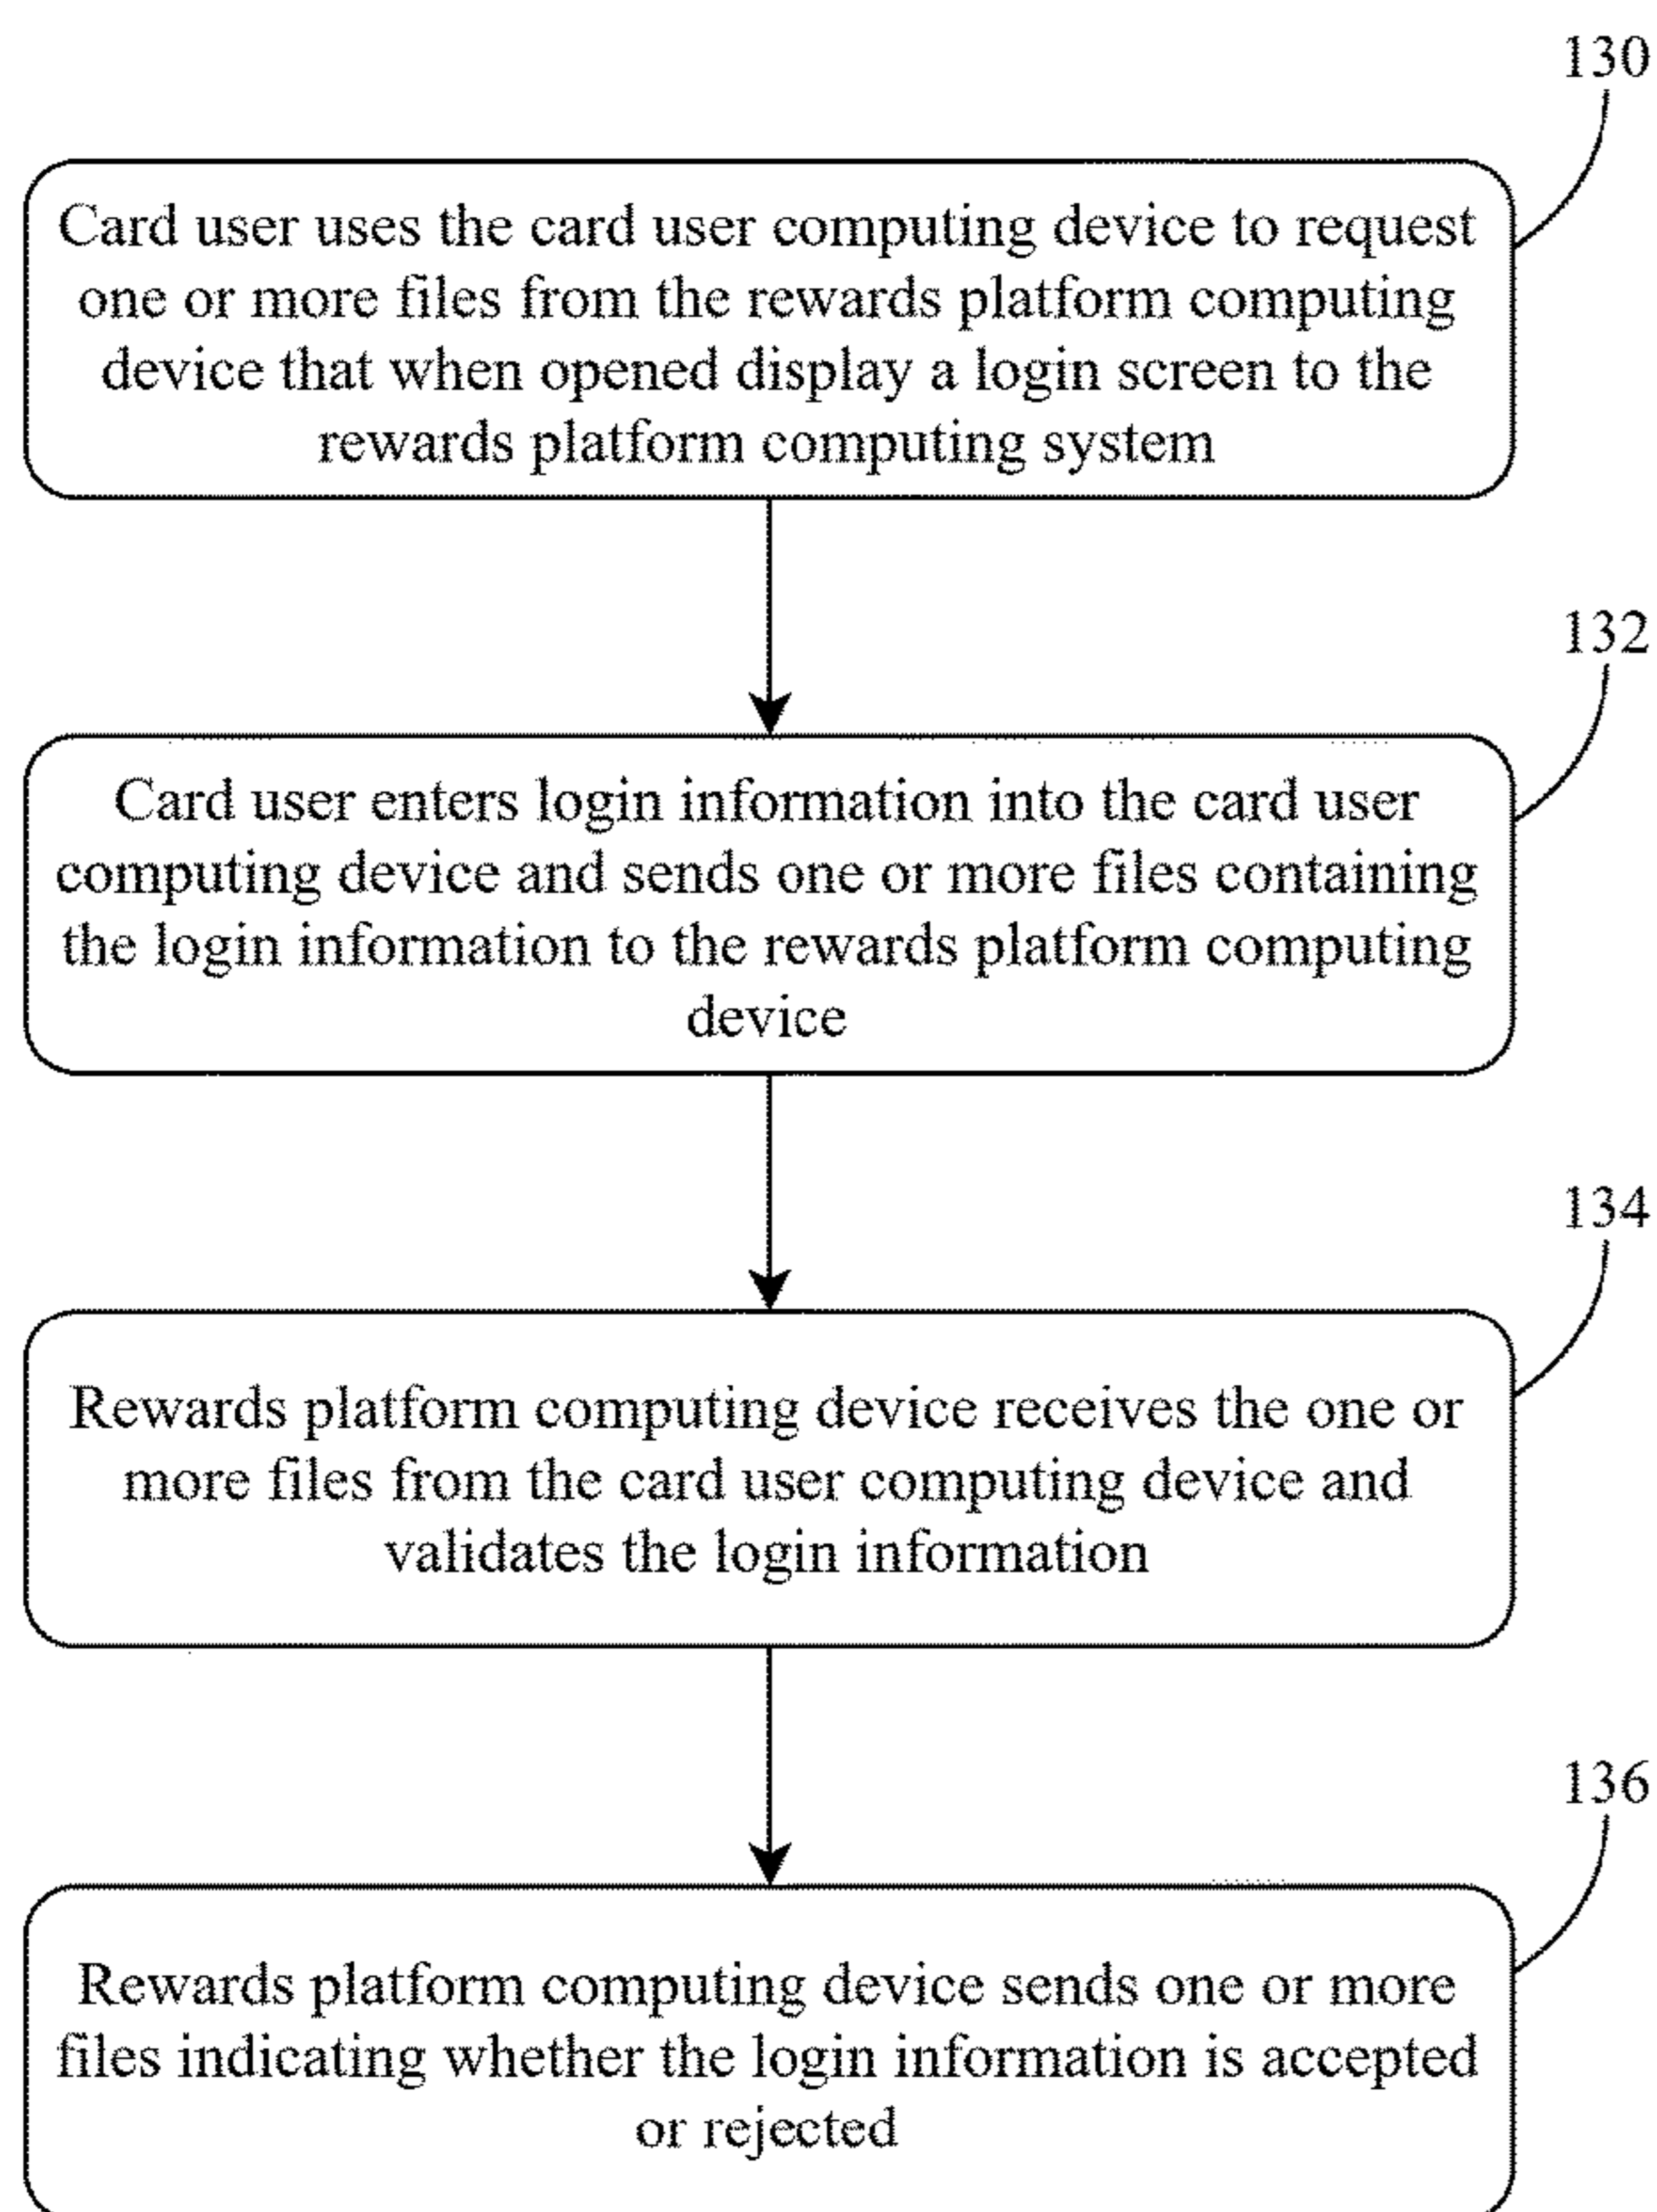 130
Card user uses the card user computing device to request
one or more files from the rewards platform computing
device that when opened display a login screen to the
rewards platform computing system
132
Card user enters login information into the card user
computing device and sends one or more files containing
the login information to the rewards platform computing
device
134
Rewards platform computing device receives the one or
more files from the card user computing device and
validates the login information
136
Rewards platform computing device sends one or more
files indicating whether the login information is accepted
or rejected